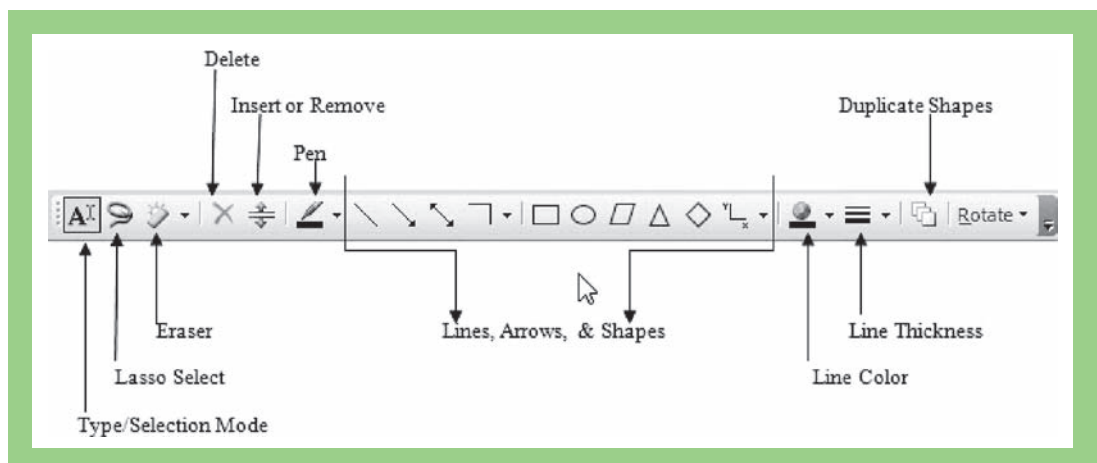 Delete
Insert or Remove
Duplicate Shapes
Pen
A
Y
x
Rotate
Eraser
Lines, Arrows, & Shapes
Line Thickness
Lasso Select
Line Color
Type/Selection Mode